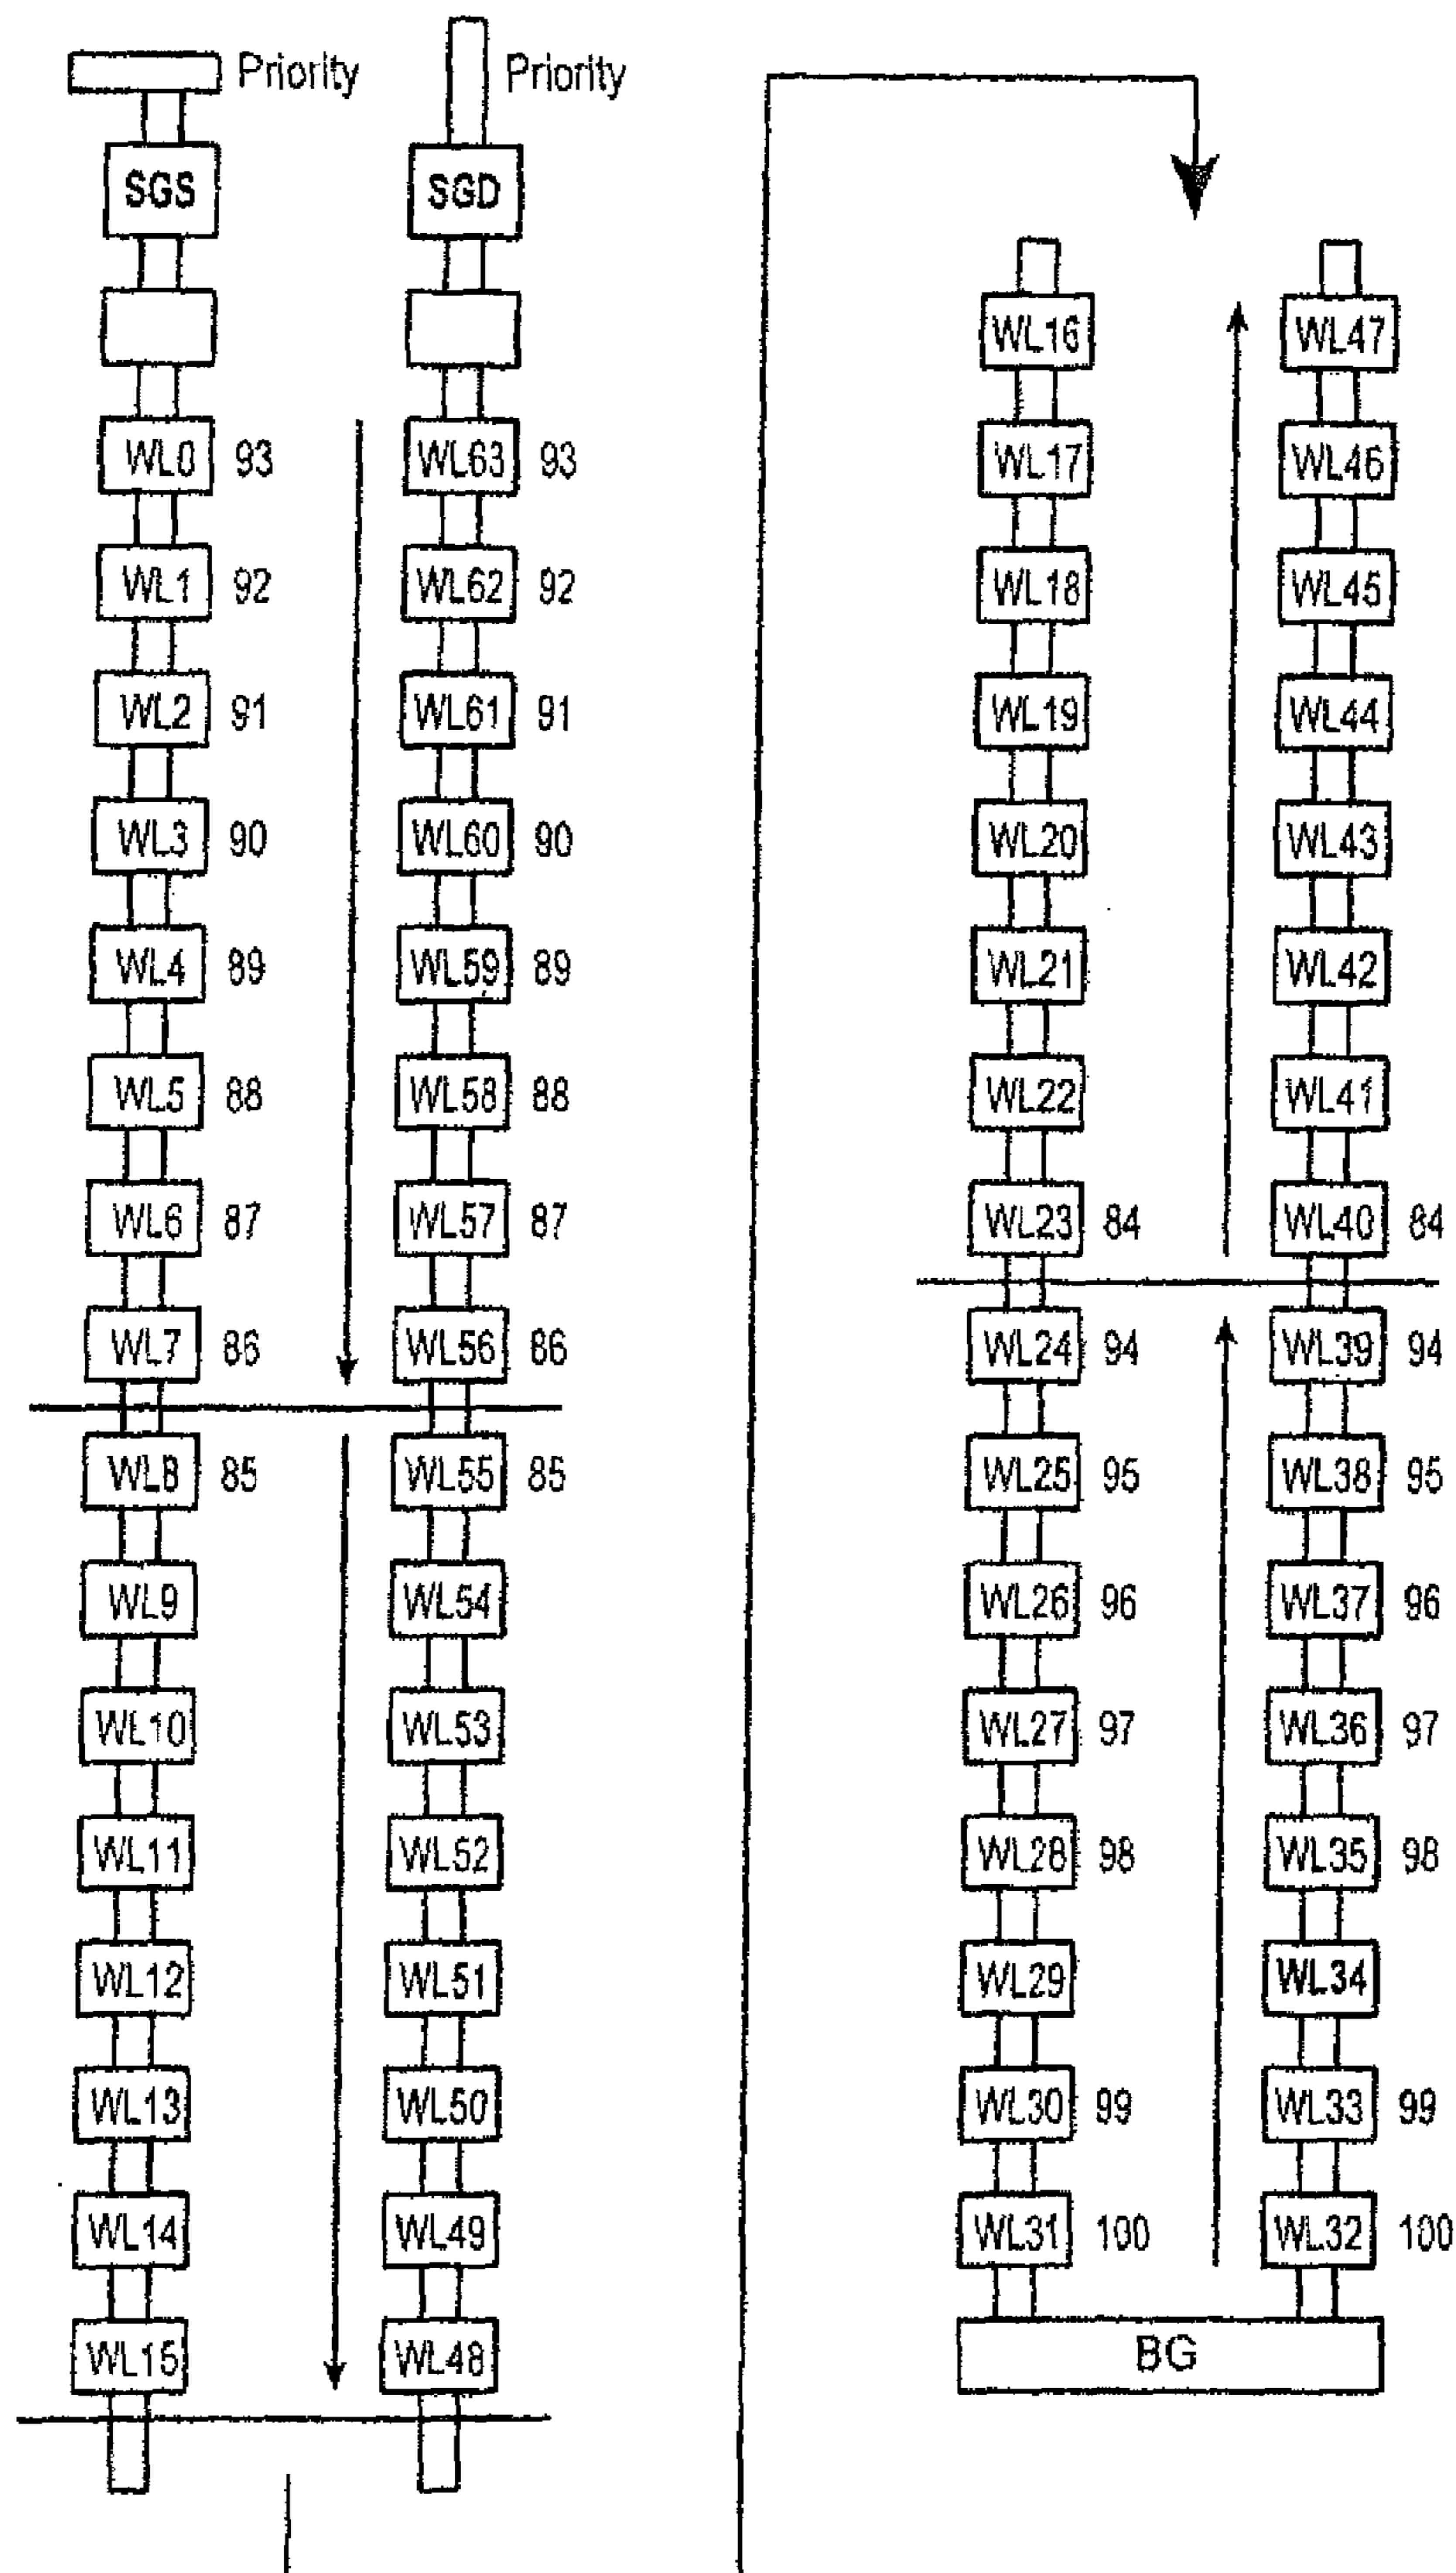 Priority Priority
SGS SGD
WL0 93 WL63 93
WL1 92 WL62 92
WL2 91 WL61 91
WL3 90 WL60 90
WL4 89 WL59 89
WL5 88 WL58 88
WL6 87 WL57 87
WL7 86 WL56 86
WL8 85 WL55 85
WL9 WL54
WL10 WL53
WL11 WL52
WL12 WL51
WL13 WL50
WL14 WL49
WL15 WL48
WL16 WL47
WL17 WL46
WL18 WL45
WL19 WL44
WL20 WL43
WL21 WL42
WL22 WL41
WL23 84 WL40 84
WL24 94 WL39 94
WL25 95 WL38 95
WL26 96 WL37 96
WL27 97 WL36 97
WL28 98 WL35 98
WL29 WL34
WL30 99 WL33 99
WL31 100 WL32 100
BG